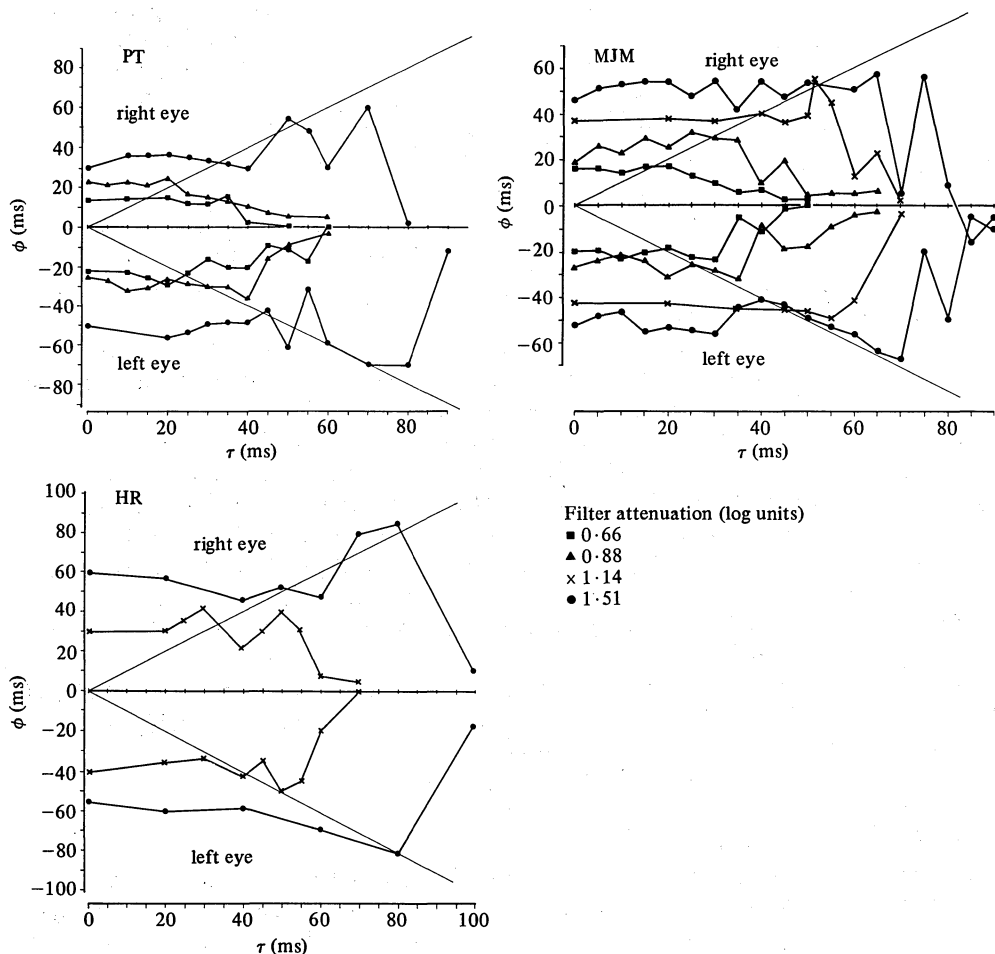 PT
right eye
left eye
80
60
40
20
0
−20
−40
−60
−80
ϕ (ms)
0
20
40
60
80
τ (ms)
MJM
right eye
left eye
60
40
20
0
−20
−40
−60
ϕ (ms)
0
20
40
60
80
τ (ms)
HR
right eye
left eye
100
80
60
40
20
0
−20
−40
−60
−80
−100
ϕ (ms)
0
20
40
60
80
100
τ (ms)
Filter attenuation (log units)
■ 0·66
▲ 0·88
× 1·14
● 1·51